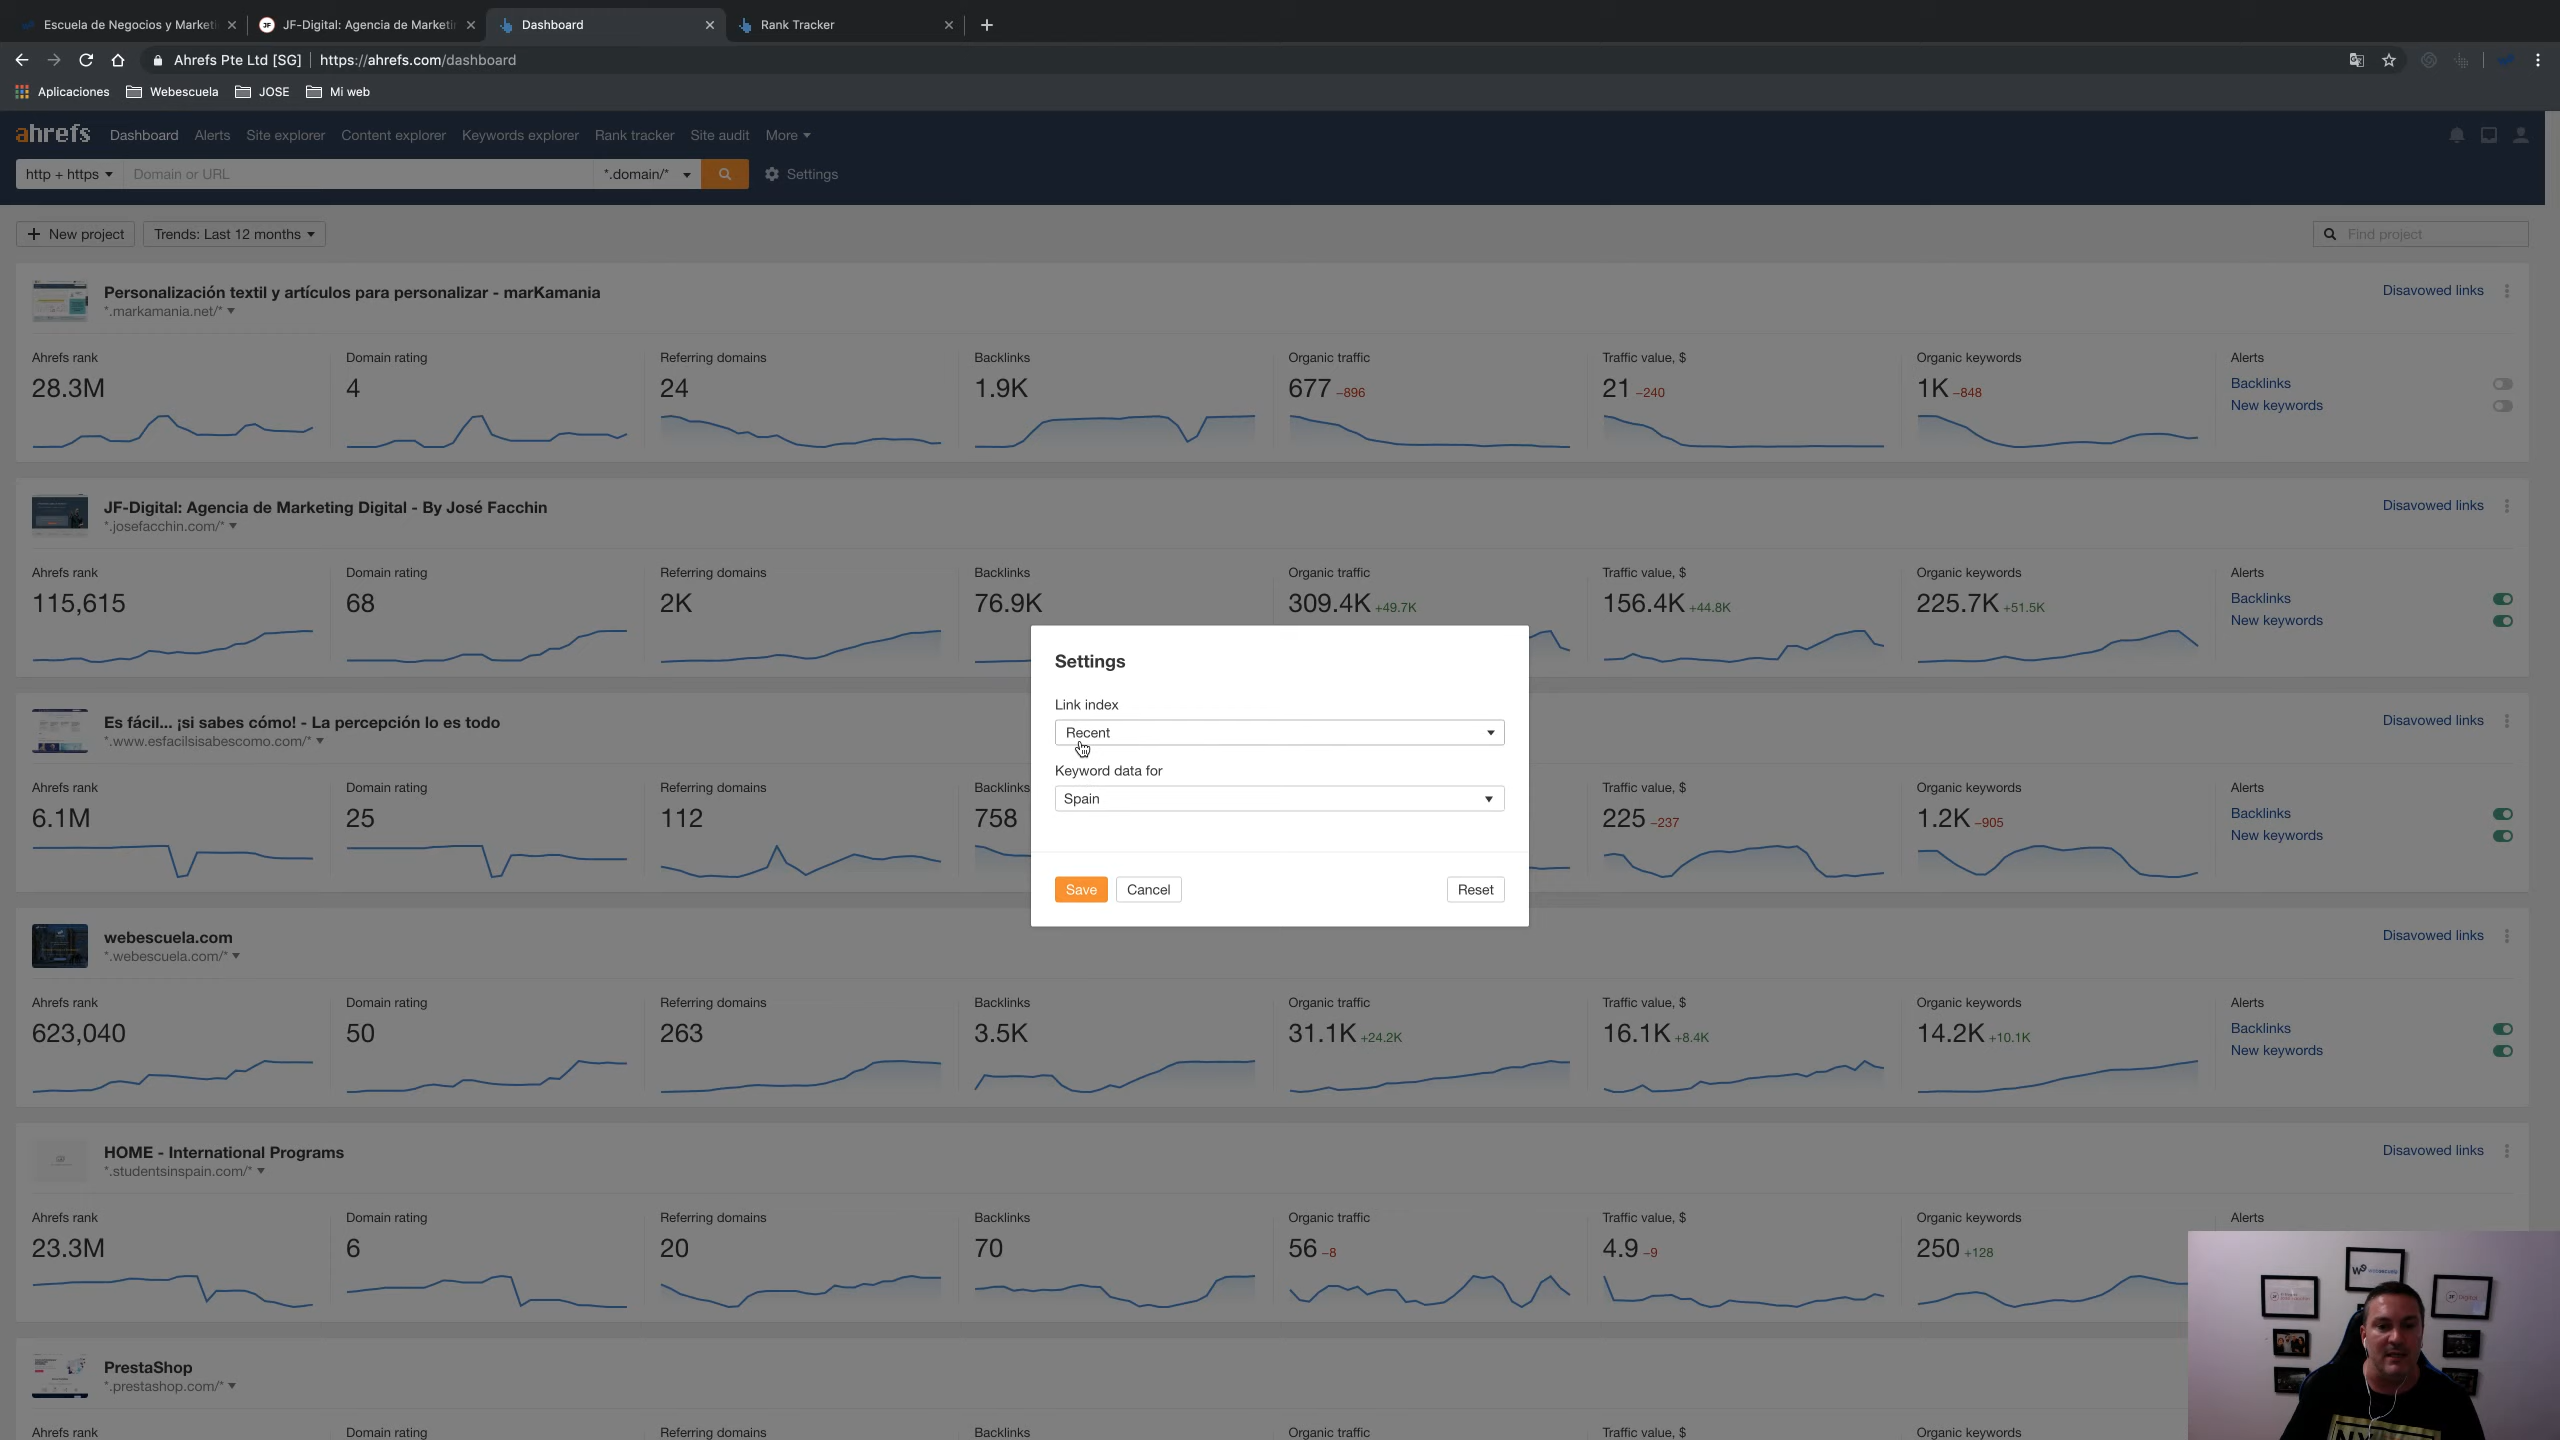 Escuela de Negocios y Marketi
JF-Digital: Agencia de Marketin
Dashboard
Rank Tracker
Ahrefs Pte Ltd [SG] | https://ahrefs.com/dashboard
Aplicaciones Webescuela JOSE Mi web
ahrefs Dashboard Alerts Site explorer Content explorer Keywords explorer Rank tracker Site audit More
http + https Domain or URL *.domain/* Settings
+ New project Trends: Last 12 months Find project
Personalización textil y artículos para personalizar - marKamania Disavowed links
*.markamania.net/*
Ahrefs rank Domain rating Referring domains Backlinks Organic traffic Traffic value, $ Organic keywords Alerts
28.3M 4 24 1.9K 677 –896 21 –240 1K –848 Backlinks
New keywords
JF-Digital: Agencia de Marketing Digital - By José Facchin Disavowed links
*.josefacchin.com/*
Ahrefs rank Domain rating Referring domains Backlinks Organic traffic Traffic value, $ Organic keywords Alerts
115,615 68 2K 76.9K 309.4K +49.7K 156.4K +44.8K 225.7K +51.5K Backlinks
New keywords
Settings
Link index
Recent
Keyword data for
Spain
Save Cancel Reset
Es fácil... ¡si sabes cómo! - La percepción lo es todo Disavowed links
*.www.esfacilsisabescomo.com/*
Ahrefs rank Domain rating Referring domains Backlinks Traffic value, $ Organic keywords Alerts
6.1M 25 112 758 225 –237 1.2K –905 Backlinks
New keywords
webescuela.com Disavowed links
*.webescuela.com/*
Ahrefs rank Domain rating Referring domains Backlinks Organic traffic Traffic value, $ Organic keywords Alerts
623,040 50 263 3.5K 31.1K +24.2K 16.1K +8.4K 14.2K +10.1K Backlinks
New keywords
HOME - International Programs Disavowed links
*.studentsinspain.com/*
Ahrefs rank Domain rating Referring domains Backlinks Organic traffic Traffic value, $ Organic keywords Alerts
23.3M 6 20 70 56 –8 4.9 –9 250 +128
PrestaShop
*.prestashop.com/*
Ahrefs rank Domain rating Referring domains Backlinks Organic traffic Traffic value, $ Organic keywords